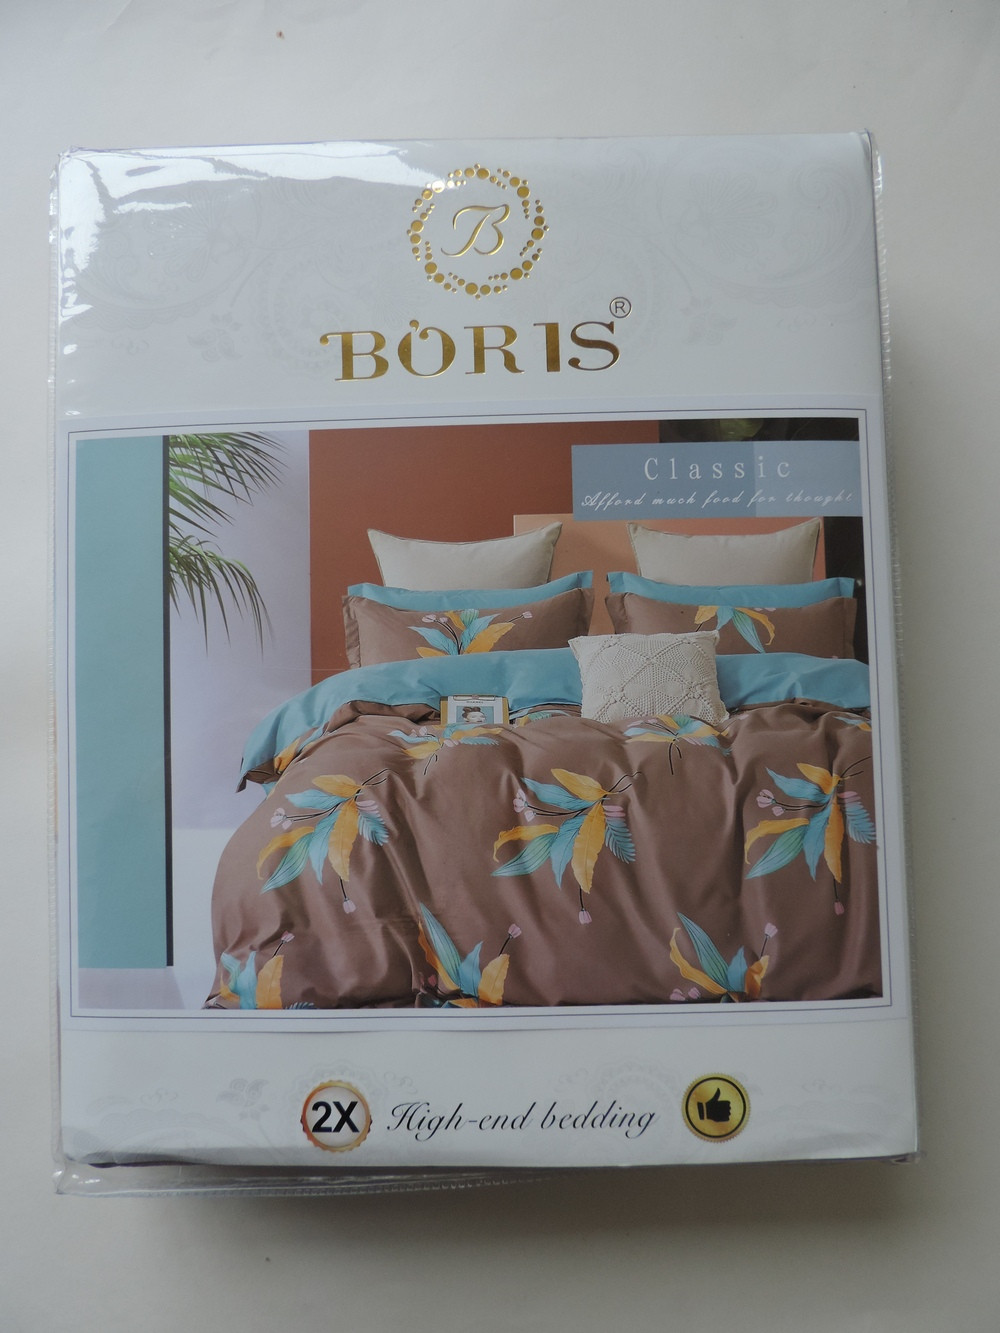 B
BORIS®
Classic
Afford much food for thought
2X High-end bedding